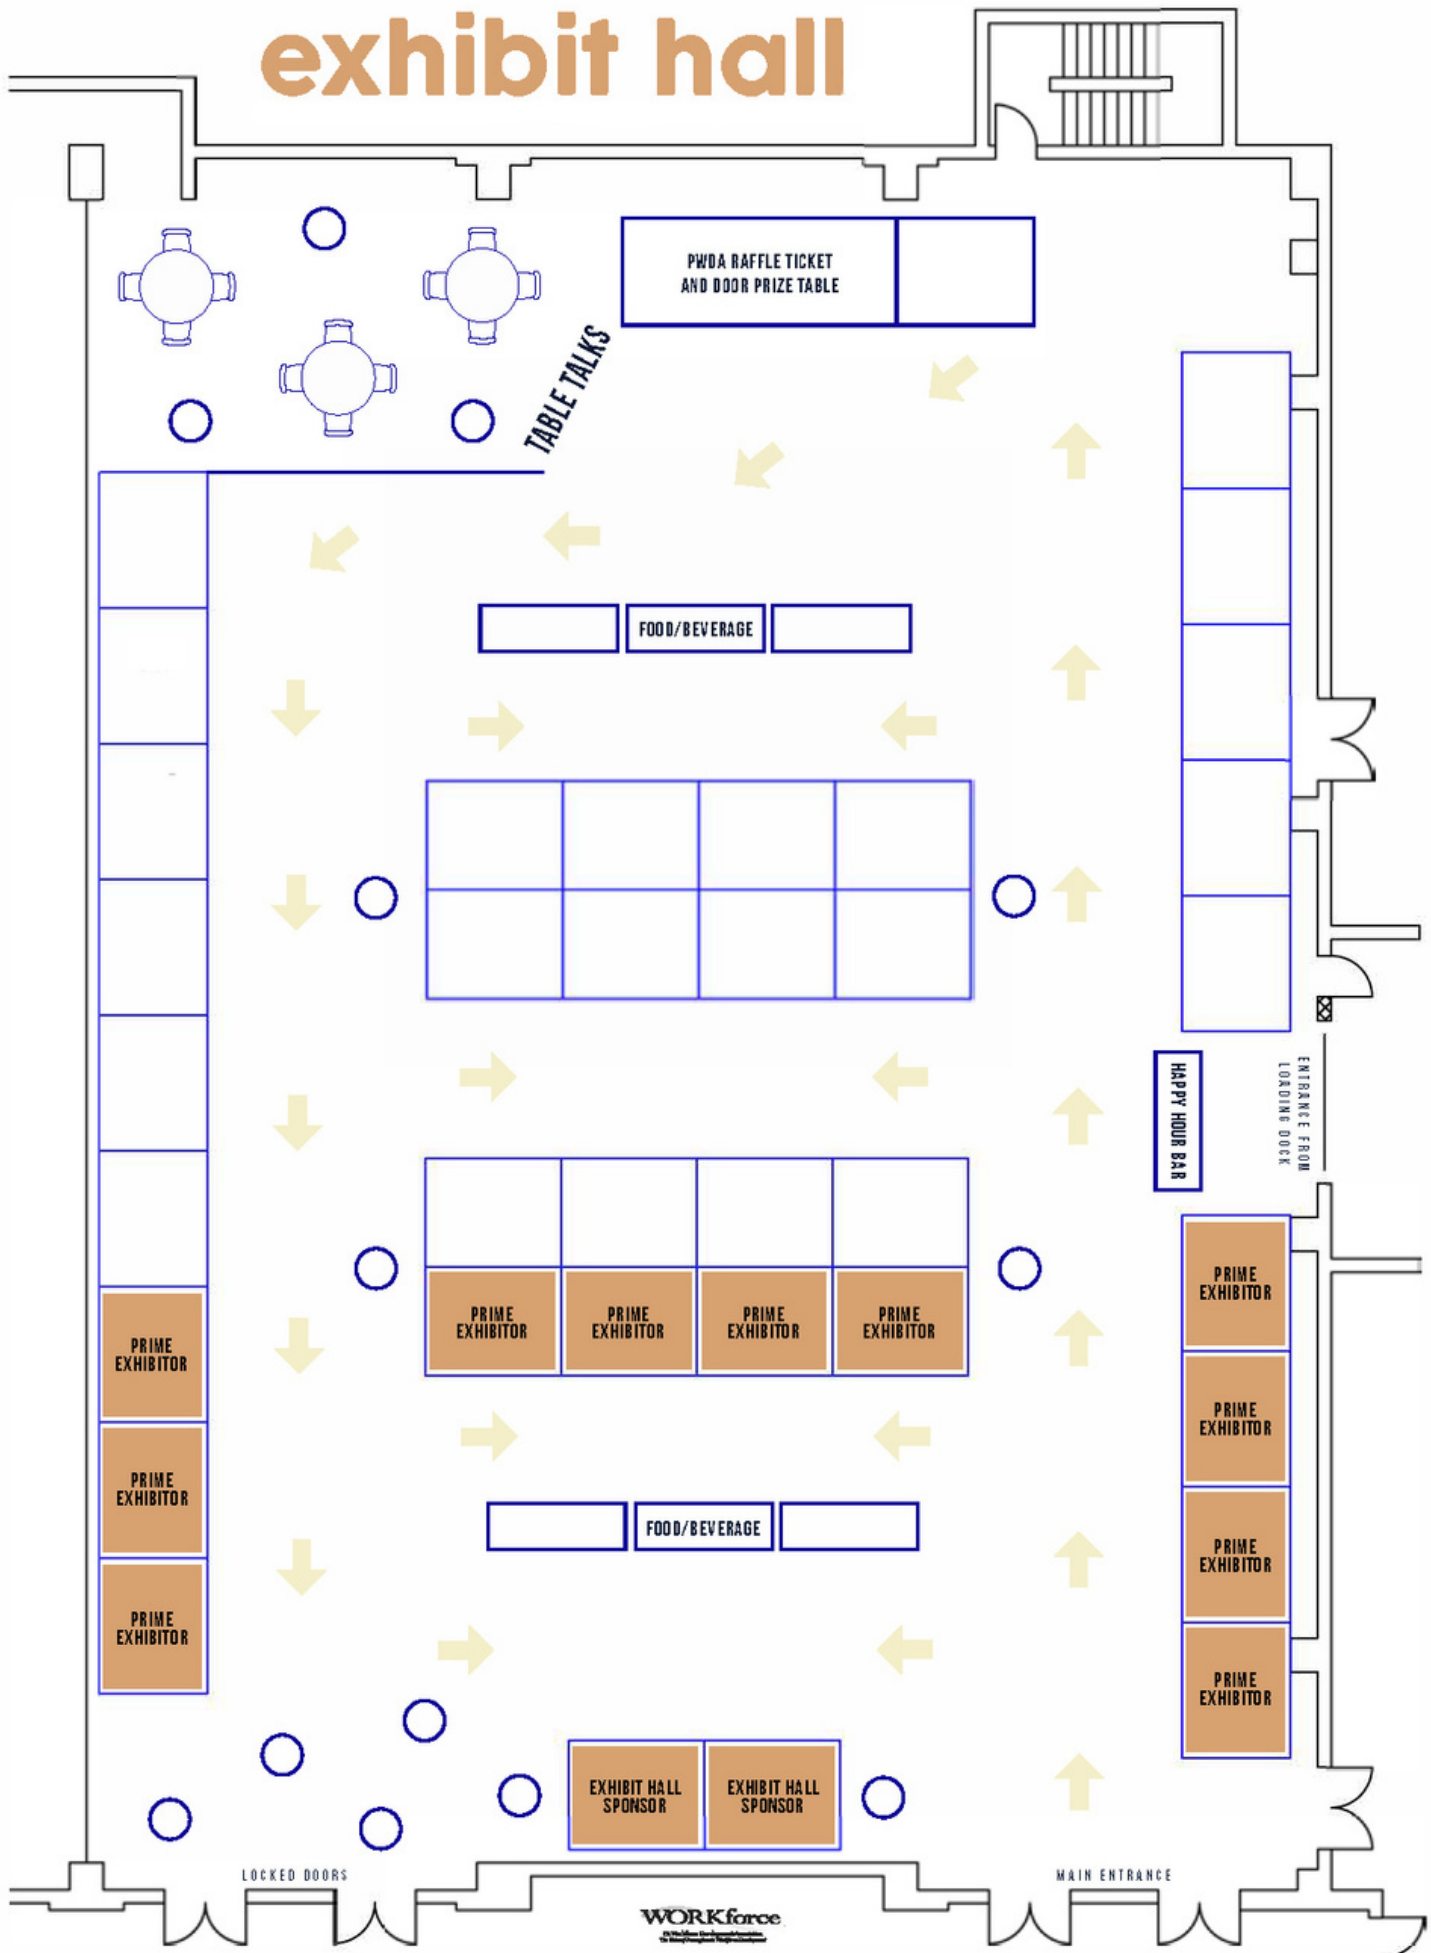 exhibit hall
PWDA RAFFLE TICKET
AND DOOR PRIZE TABLE
TABLE TALKS
FOOD/BEVERAGE
HAPPY HOUR BAR
ENTRANCE FROM
LOADING DOCK
PRIME
EXHIBITOR
PRIME
EXHIBITOR
PRIME
EXHIBITOR
PRIME
EXHIBITOR
PRIME
EXHIBITOR
PRIME
EXHIBITOR
PRIME
EXHIBITOR
PRIME
EXHIBITOR
PRIME
EXHIBITOR
PRIME
EXHIBITOR
PRIME
EXHIBITOR
FOOD/BEVERAGE
EXHIBIT HALL
SPONSOR
EXHIBIT HALL
SPONSOR
LOCKED DOORS
MAIN ENTRANCE
WORKforce